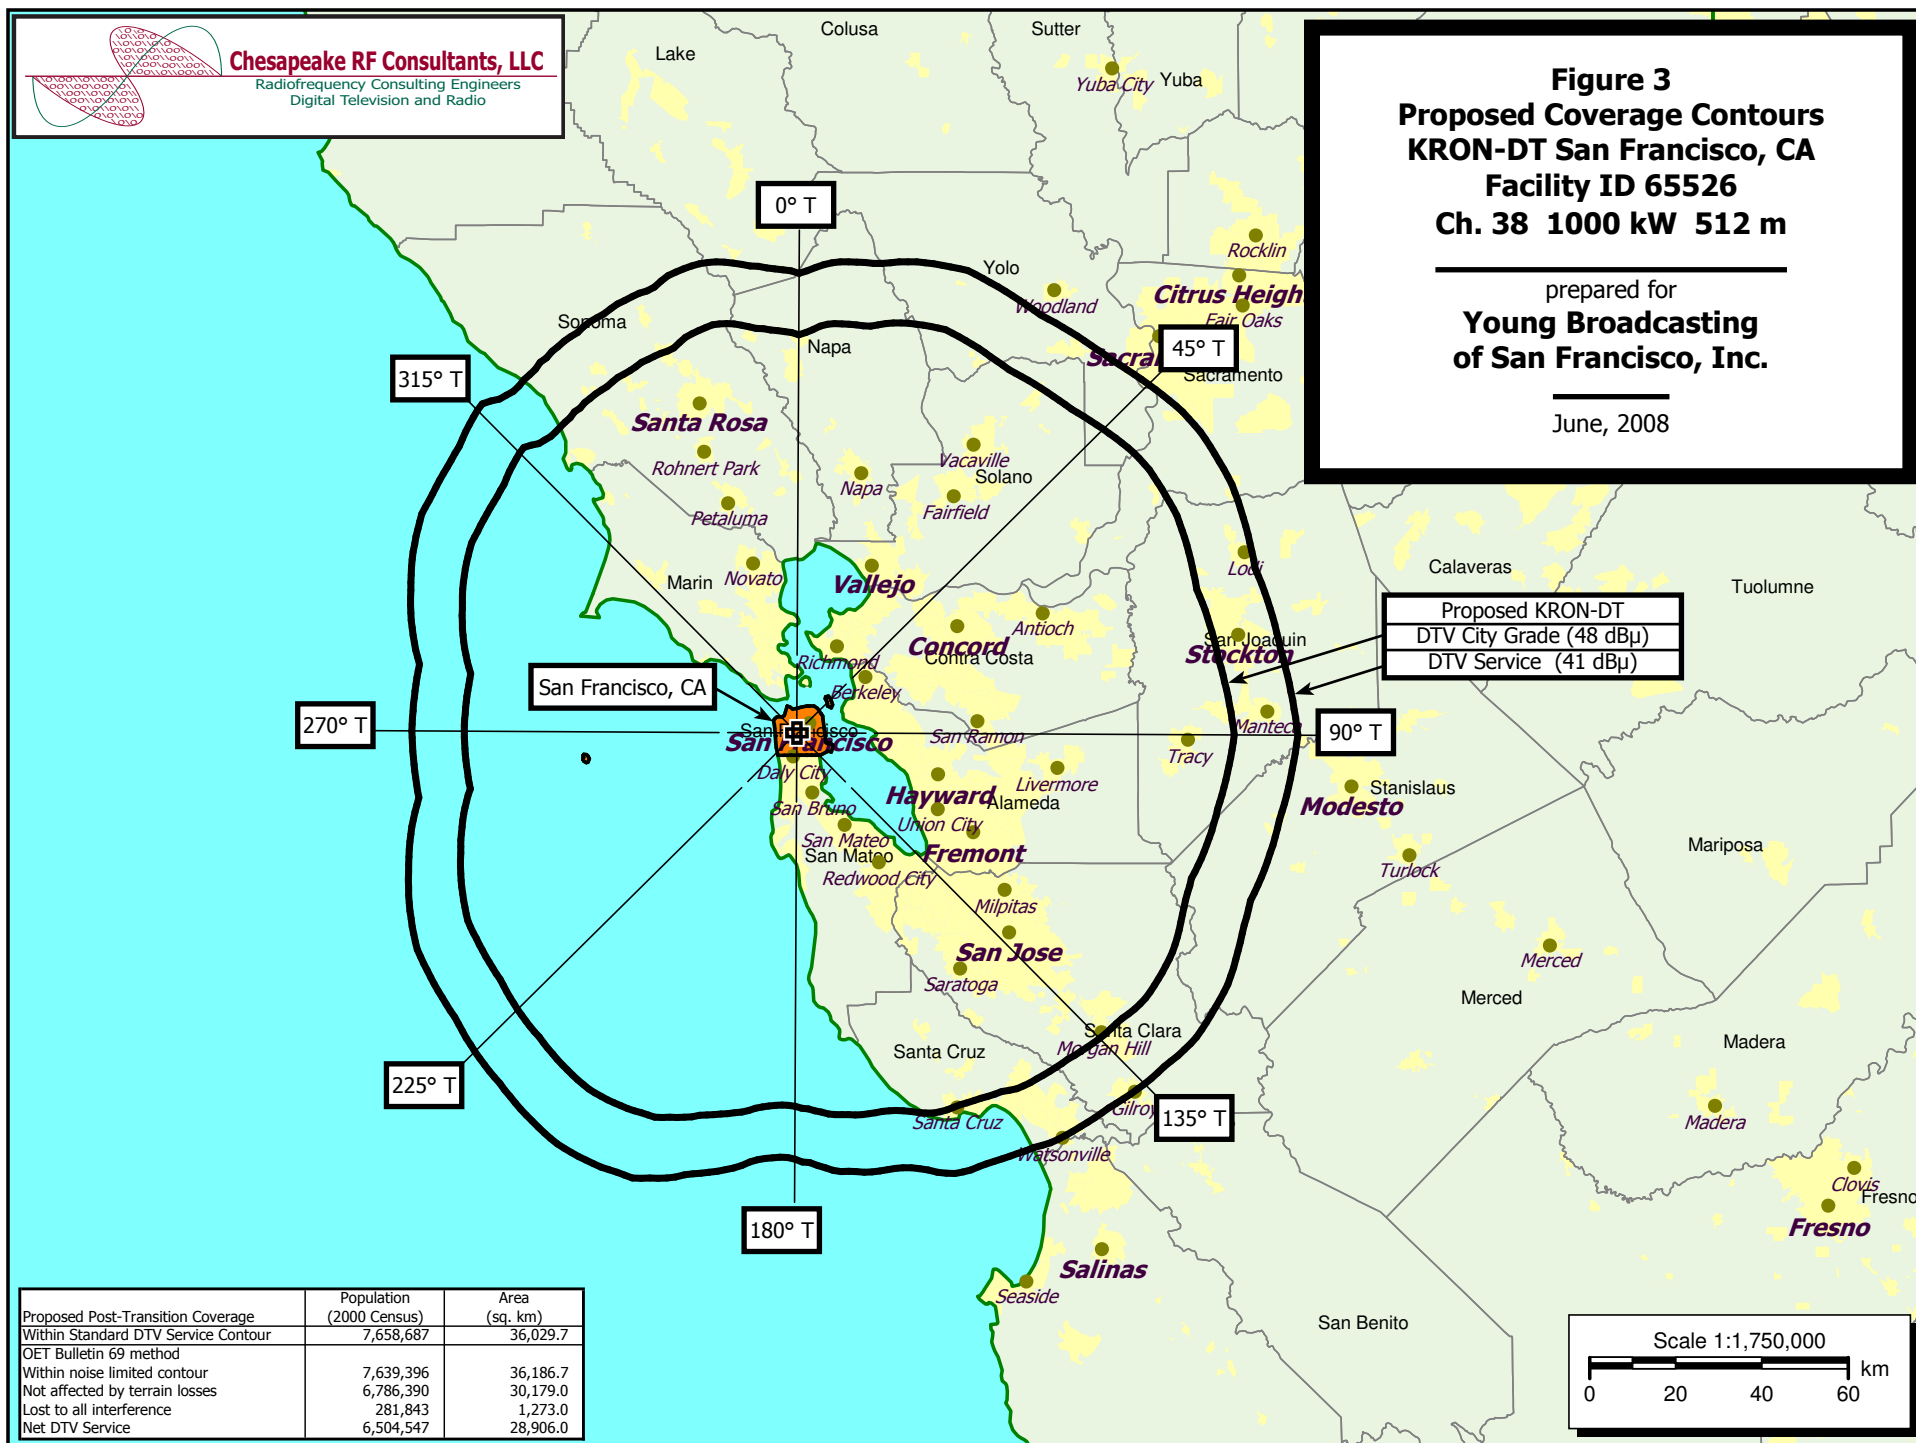 Chesapeake RF Consultants, LLC
Radiofrequency Consulting Engineers
Digital Television and Radio
Figure 3
Proposed Coverage Contours
KRON-DT San Francisco, CA
Facility ID 65526
Ch. 38 1000 kW 512 m
prepared for
Young Broadcasting
of San Francisco, Inc.
June, 2008
Colusa
Sutter
Lake
Yuba City
Yuba
0° T
Rocklin
Yolo
Citrus Heigh
Woodland
Fair Oaks
Sonoma
Napa
Sacra
45° T
Sacramento
315° T
Santa Rosa
Rohnert Park
Vacaville
Solano
Napa
Fairfield
Petaluma
Novato
Marin
Vallejo
Lodi
Calaveras
Tuolumne
Proposed KRON-DT
DTV City Grade (48 dBµ)
DTV Service (41 dBµ)
Antioch
Concord
Contra Costa
San Joaquin
Stockton
Richmond
Berkeley
San Francisco, CA
270° T
San Francisco
San Francisco
San Ramon
Manteca
90° T
Tracy
Daly City
Livermore
Stanislaus
Hayward
Alameda
Modesto
San Bruno
Union City
San Mateo
San Mateo
Fremont
Mariposa
Redwood City
Turlock
Milpitas
San Jose
Saratoga
Merced
Merced
Santa Clara
Morgan Hill
Santa Cruz
Madera
225° T
Gilroy
135° T
Santa Cruz
Madera
Watsonville
Clovis
Fresno
Fresno
180° T
Salinas
Seaside
San Benito
Proposed Post-Transition Coverage Population (2000 Census) Area (sq. km)
Within Standard DTV Service Contour 7,658,687 36,029.7
OET Bulletin 69 method
Within noise limited contour 7,639,396 36,186.7
Not affected by terrain losses 6,786,390 30,179.0
Lost to all interference 281,843 1,273.0
Net DTV Service 6,504,547 28,906.0
Scale 1:1,750,000
km
0 20 40 60